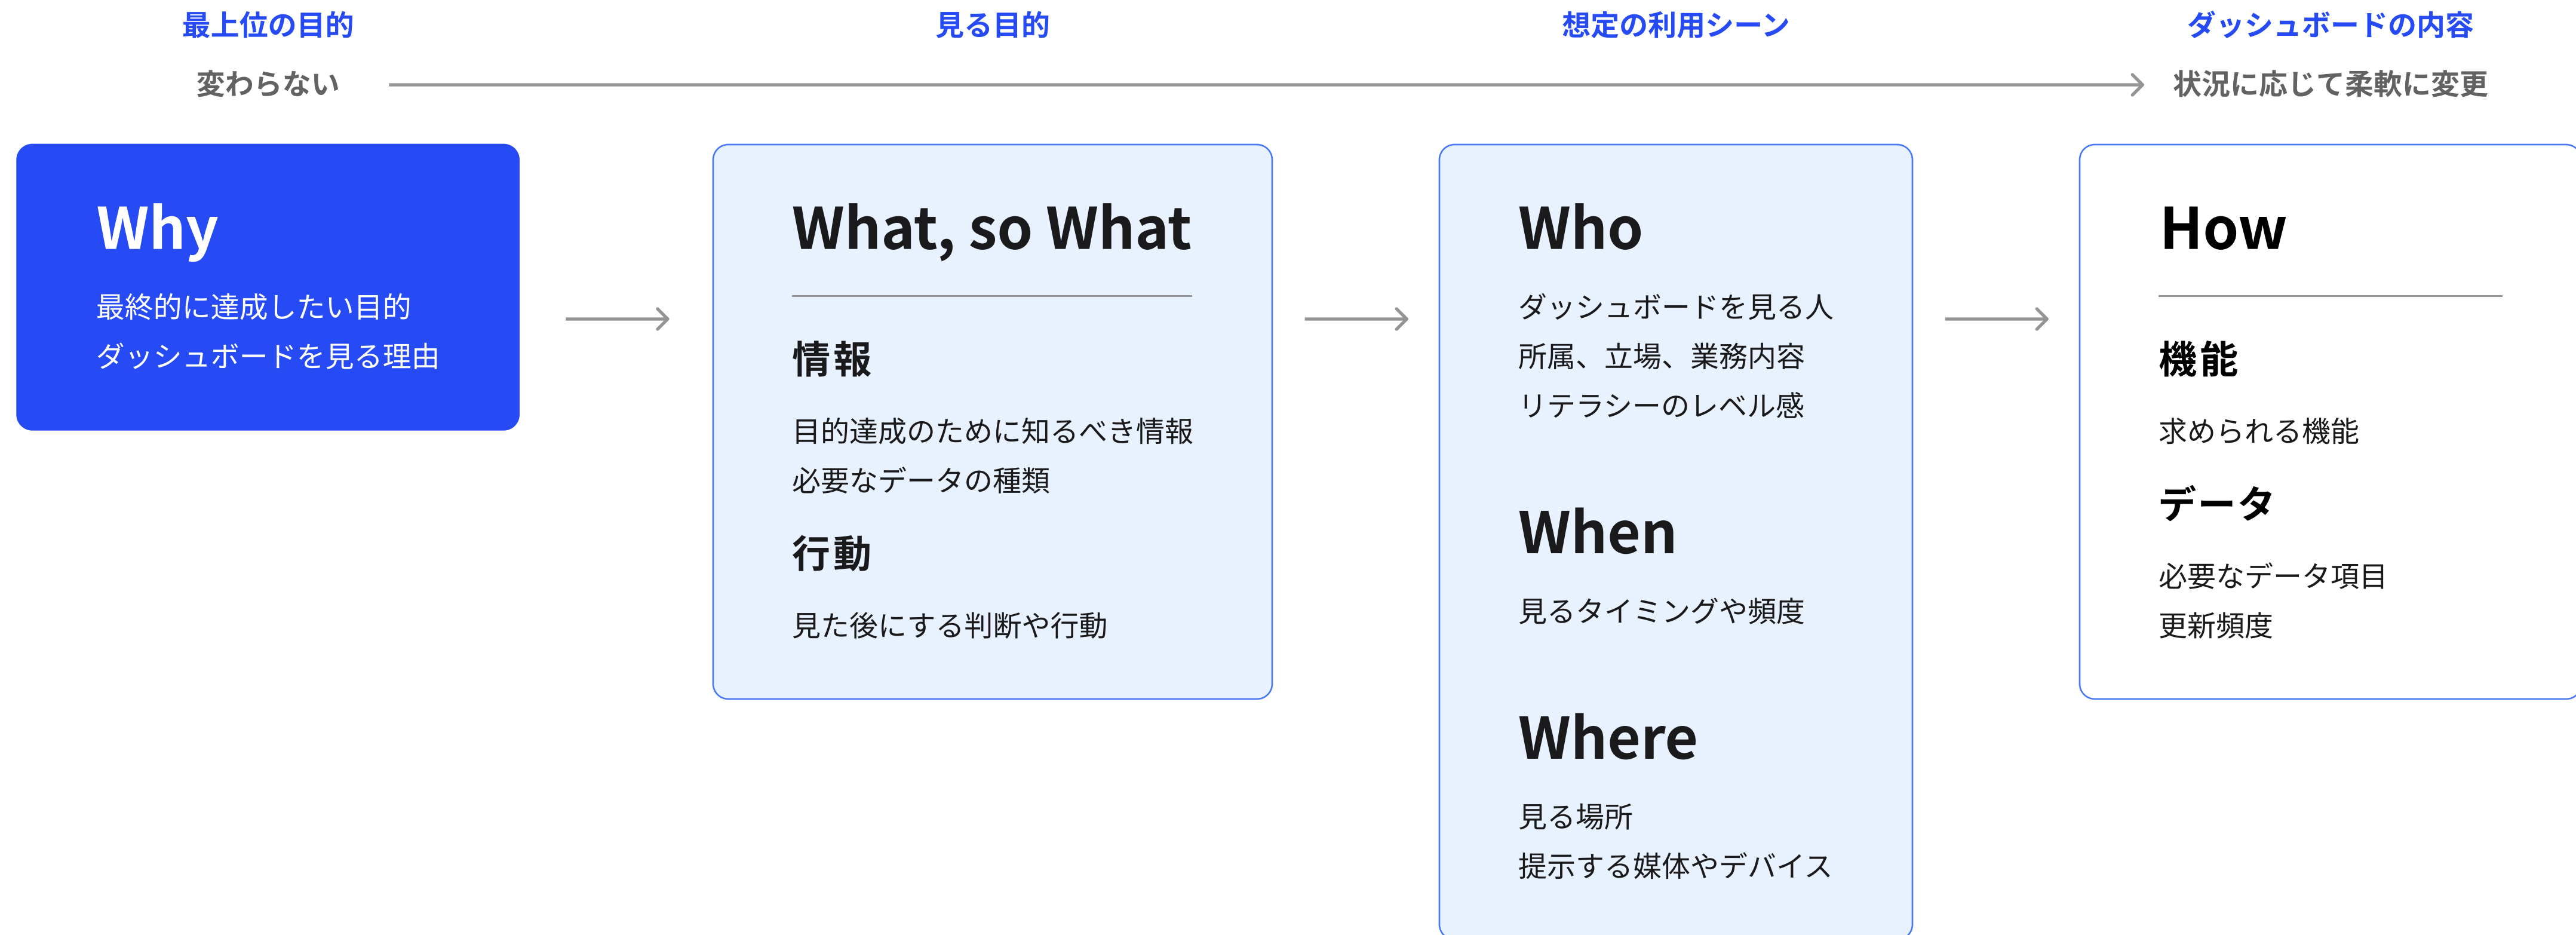 最上位の目的
見る目的
想定の利用シーン
ダッシュボードの内容
変わらない
状況に応じて柔軟に変更
Why
最終的に達成したい目的
ダッシュボードを見る理由
What, so What
情報
目的達成のために知るべき情報
必要なデータの種類
行動
見た後にする判断や行動
Who
ダッシュボードを見る人
所属、立場、業務内容
リテラシーのレベル感
When
見るタイミングや頻度
Where
見る場所
提示する媒体やデバイス
How
機能
求められる機能
データ
必要なデータ項目
更新頻度